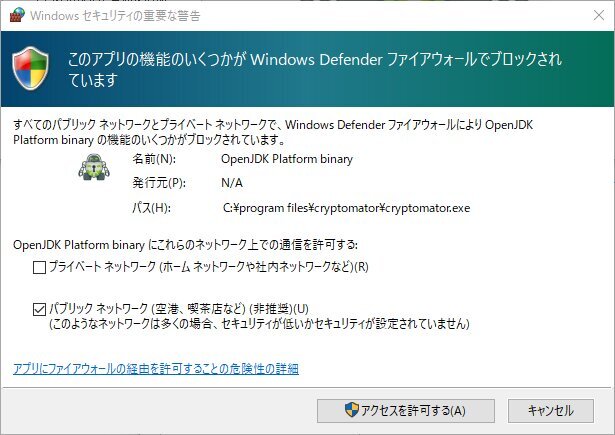 Windows セキュリティの重要な警告
このアプリの機能のいくつかが Windows Defender ファイアウォールでブロックされ
ています
すべてのパブリック ネットワークとプライベート ネットワークで、Windows Defender ファイアウォールにより OpenJDK
Platform binary の機能のいくつかがブロックされています。
名前(N): OpenJDK Platform binary
発行元(P): N/A
パス(H): C:¥program files¥cryptomator¥cryptomator.exe
OpenJDK Platform binary にこれらのネットワーク上での通信を許可する:
プライベート ネットワーク (ホーム ネットワークや社内ネットワークなど)(R)
パブリック ネットワーク (空港、喫茶店など) (非推奨)(U)
(このようなネットワークは多くの場合、セキュリティが低いかセキュリティが設定されていません)
アプリにファイアウォールの経由を許可することの危険性の詳細
アクセスを許可する(A) キャンセル